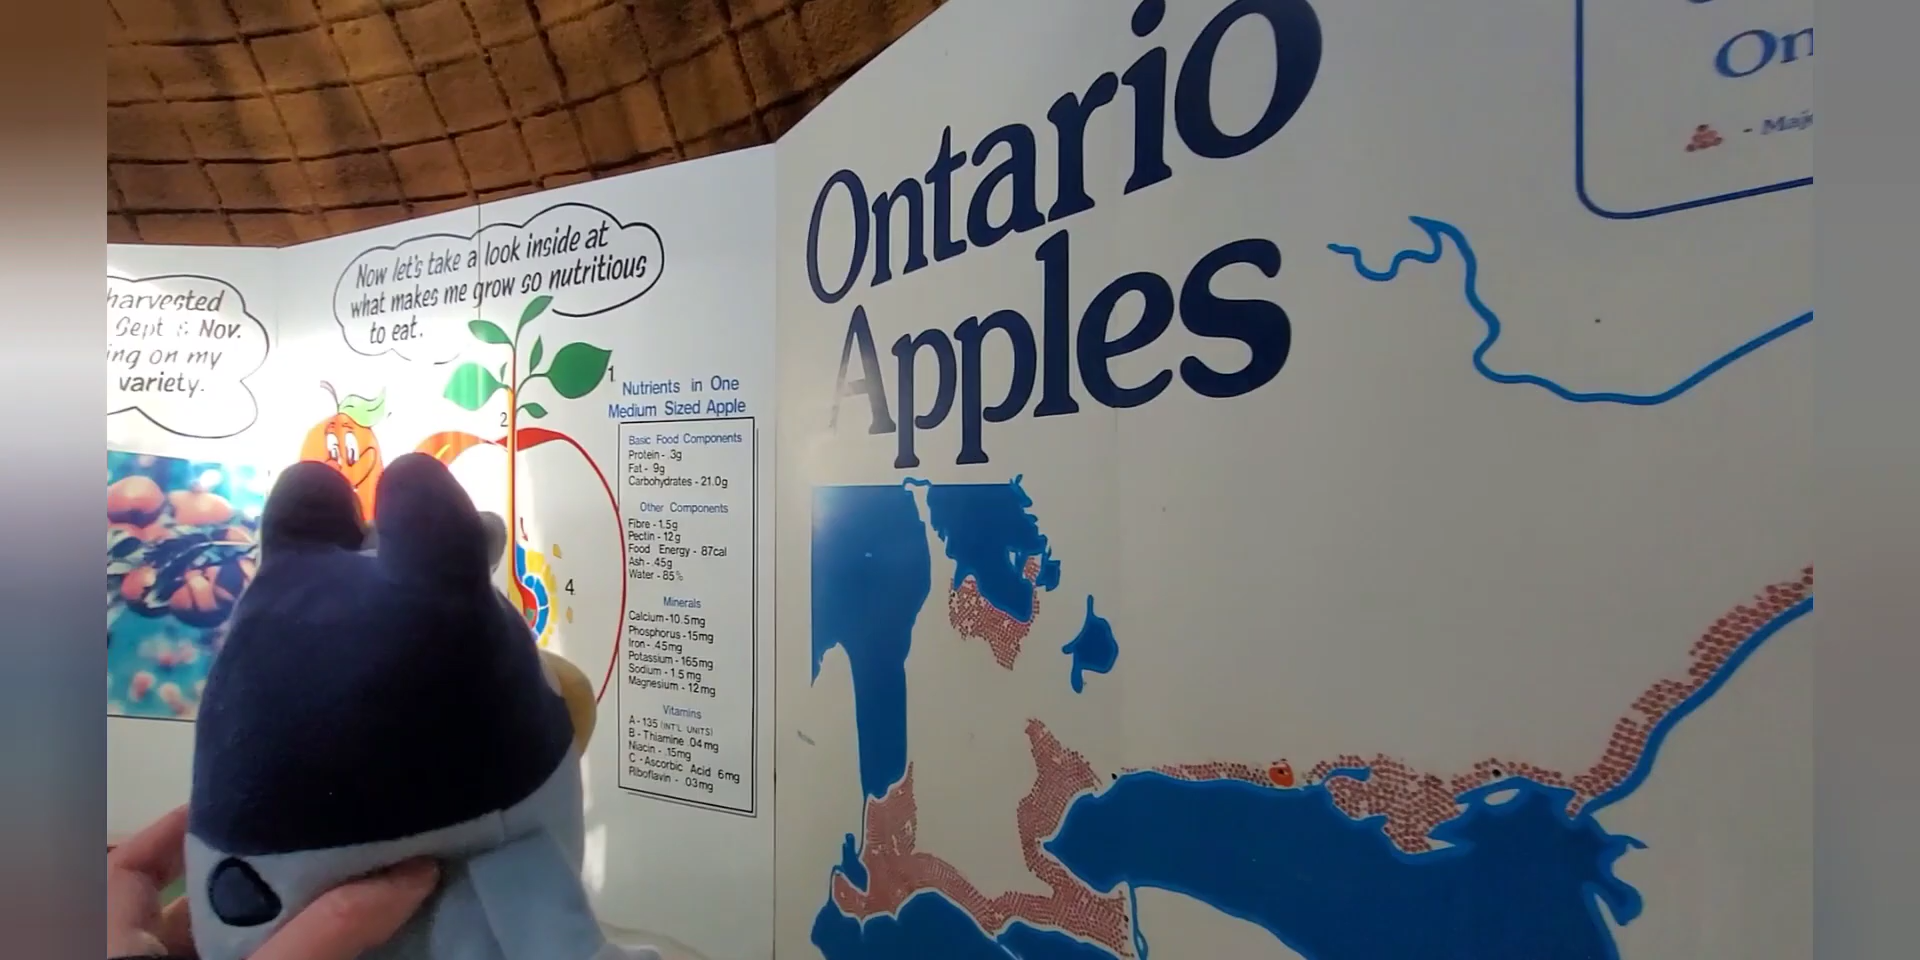 harvested
Sept & Nov.
ing on my
variety.
Now let's take a look inside at
what makes me grow so nutritious
to eat.
1
2
4
Nutrients in One
Medium Sized Apple
Basic Food Components
Protein - .3g
Fat - .9g
Carbohydrates - 21.0g
Other Components
Fibre - 1.5g
Pectin - 12g
Food Energy - 87cal
Ash - .45g
Water - 85%
Minerals
Calcium - 10.5mg
Phosphorus - 15mg
Iron - .45mg
Potassium - 165mg
Sodium - 1.5mg
Magnesium - 12mg
Vitamins
A - 135 (INT'L UNITS)
B - Thiamine .04mg
Niacin - .15mg
C - Ascorbic Acid 6mg
Riboflavin - .03mg
Ontario
Apples
On
- Maj